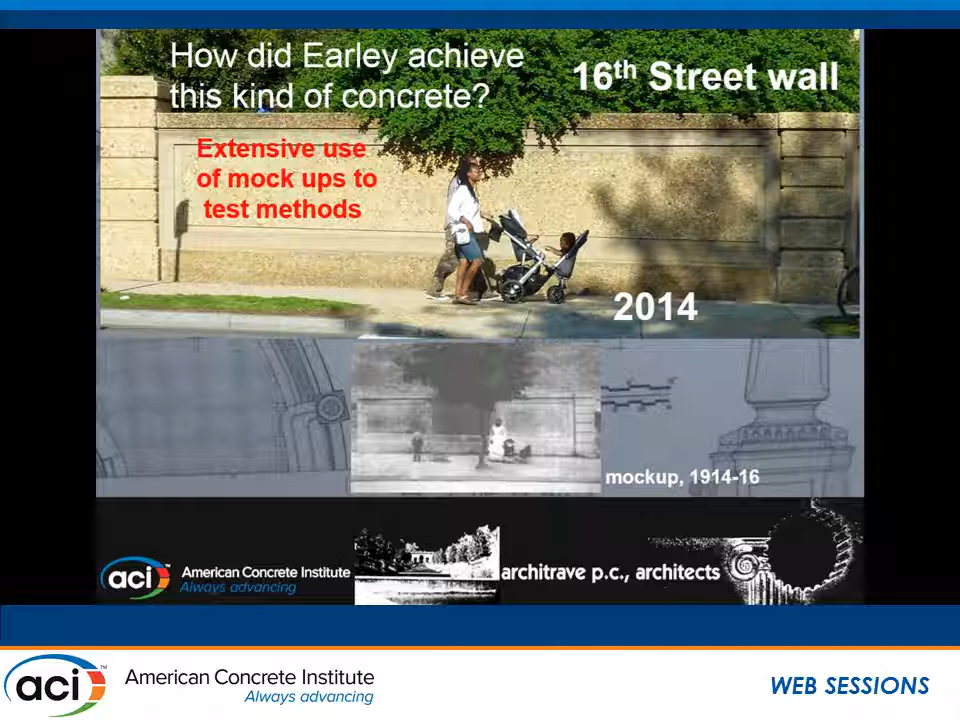 How did Earley achieve
this kind of concrete?
16th Street wall
Extensive use
of mock ups to
test methods
2014
mockup, 1914-16
aci
American Concrete Institute
Always advancing
architrave p.c., architects
aci™
American Concrete Institute
Always advancing
WEB SESSIONS